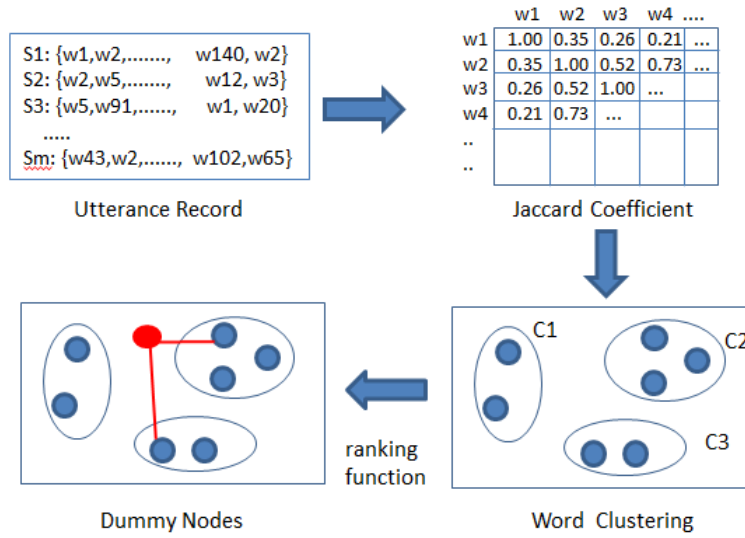 S1: {w1,w2,......., w140, w2}
S2: {w2,w5,......., w12, w3}
S3: {w5,w91,......, w1, w20}
.....
Sm: {w43,w2,......, w102,w65}
Utterance Record
w1 w2 w3 w4 ....
w1 1.00 0.35 0.26 0.21 ...
w2 0.35 1.00 0.52 0.73 ...
w3 0.26 0.52 1.00 ...
w4 0.21 0.73 ...
..
..
Jaccard Coefficient
C1
C2
C3
Word Clustering
ranking
function
Dummy Nodes